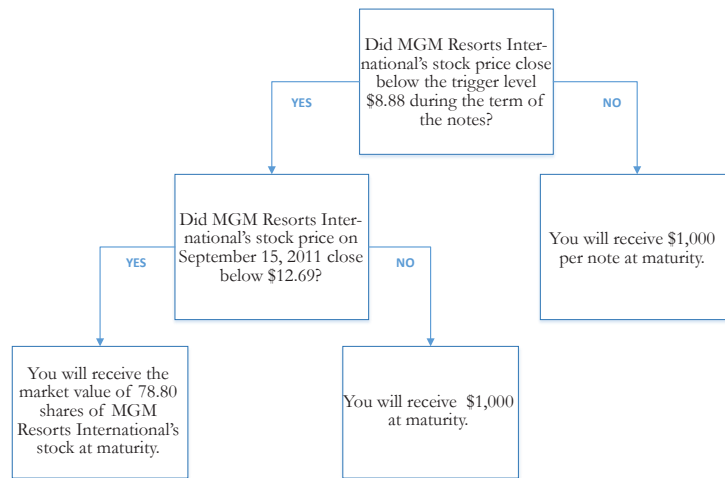 Did MGM Resorts Inter-
national's stock price close
below the trigger level
$8.88 during the term of
the notes?
YES
NO
Did MGM Resorts Inter-
national's stock price on
September 15, 2011 close
below $12.69?
You will receive $1,000
per note at maturity.
YES
NO
You will receive the
market value of 78.80
shares of MGM
Resorts International's
stock at maturity.
You will receive $1,000
at maturity.